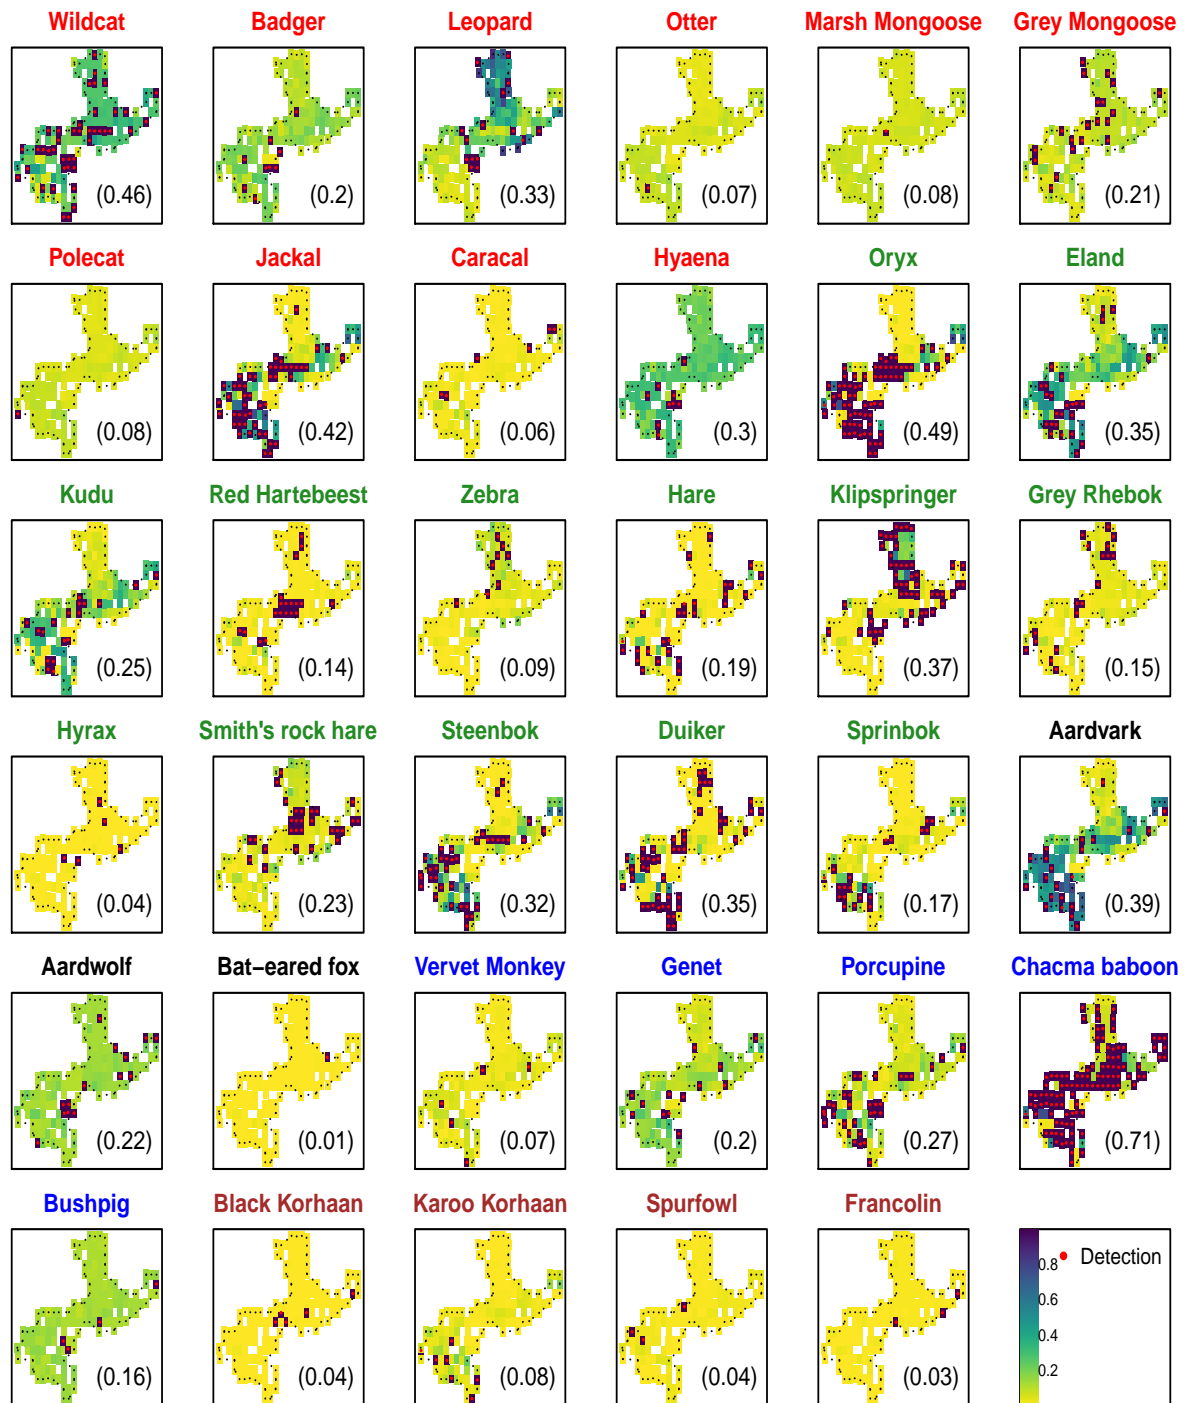 Wildcat Badger Leopard Otter Marsh Mongoose Grey Mongoose
(0.46) (0.2) (0.33) (0.07) (0.08) (0.21)
Polecat Jackal Caracal Hyaena Oryx Eland
(0.08) (0.42) (0.06) (0.3) (0.49) (0.35)
Kudu Red Hartebeest Zebra Hare Klipspringer Grey Rhebok
(0.25) (0.14) (0.09) (0.19) (0.37) (0.15)
Hyrax Smith's rock hare Steenbok Duiker Sprinbok Aardvark
(0.04) (0.23) (0.32) (0.35) (0.17) (0.39)
Aardwolf Bat−eared fox Vervet Monkey Genet Porcupine Chacma baboon
(0.22) (0.01) (0.07) (0.2) (0.27) (0.71)
Bushpig Black Korhaan Karoo Korhaan Spurfowl Francolin
0.8 Detection
0.6
0.4
0.2
(0.16) (0.04) (0.08) (0.04) (0.03)